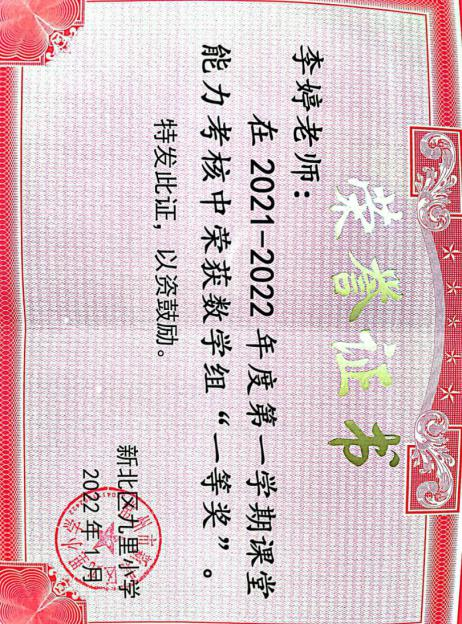 荣誉证书
李婷老师：
在2021-2022年度第一学期课堂
能力考核中荣获数学组“一等奖”。
特发此证，以资鼓励。
新北区九里小学
2022年1月